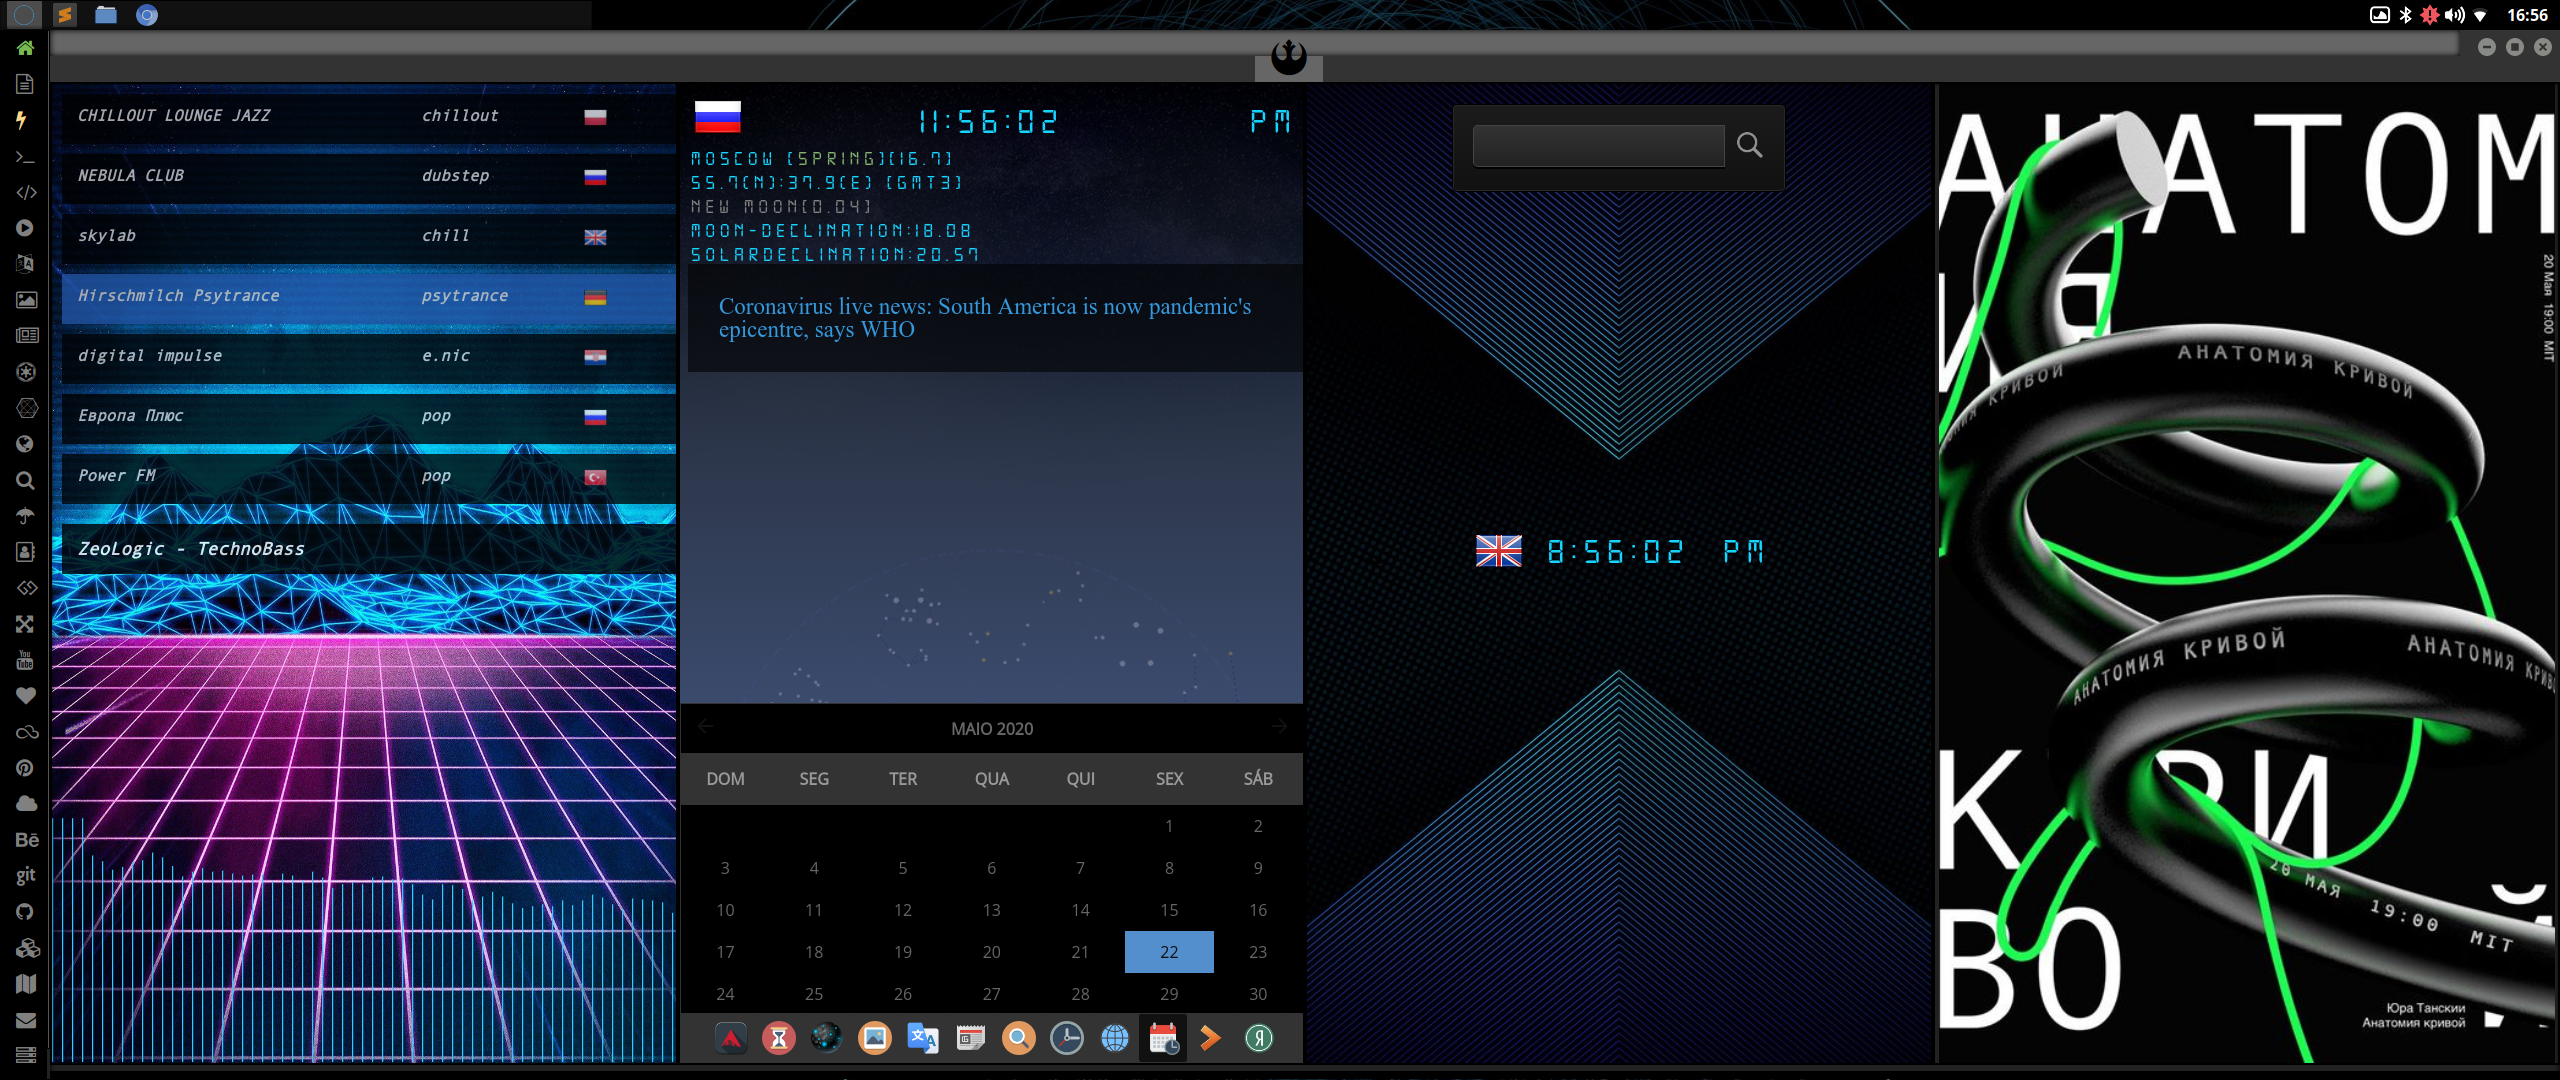 16:56
CHILLOUT LOUNGE JAZZ chillout
NEBULA CLUB dubstep
skylab chill
Hirschmilch Psytrance psytrance
digital impulse e.nic
Европа Плюс pop
Power FM pop
ZeoLogic - TechnoBass
You
Tube
Bē
git
11:56:02 PM
MOSCOW [SPRING][16.7]
55.7(N):37.9(E) [GMT3]
NEW MOON[0.04]
MOON-DECLINATION:18.08
SOLARDECLINATION:20.57
Coronavirus live news: South America is now pandemic's
epicentre, says WHO
MAIO 2020
DOM SEG TER QUA QUI SEX SÁB
1 2
3 4 5 6 7 8 9
10 11 12 13 14 15 16
17 18 19 20 21 22 23
24 25 26 27 28 29 30
8:56:02 PM
АНАТОМ
ИЯ
20 Мая 19:00 MIT
АНАТОМИЯ КРИВОЙ
КРИВОЙ
АНАТОМИЯ КРИВОЙ
АНАТОМИЯ
КРИ
ВО
Й
20 МАЯ 19:00 MIT
Юра Танскии
Анатомия кривой